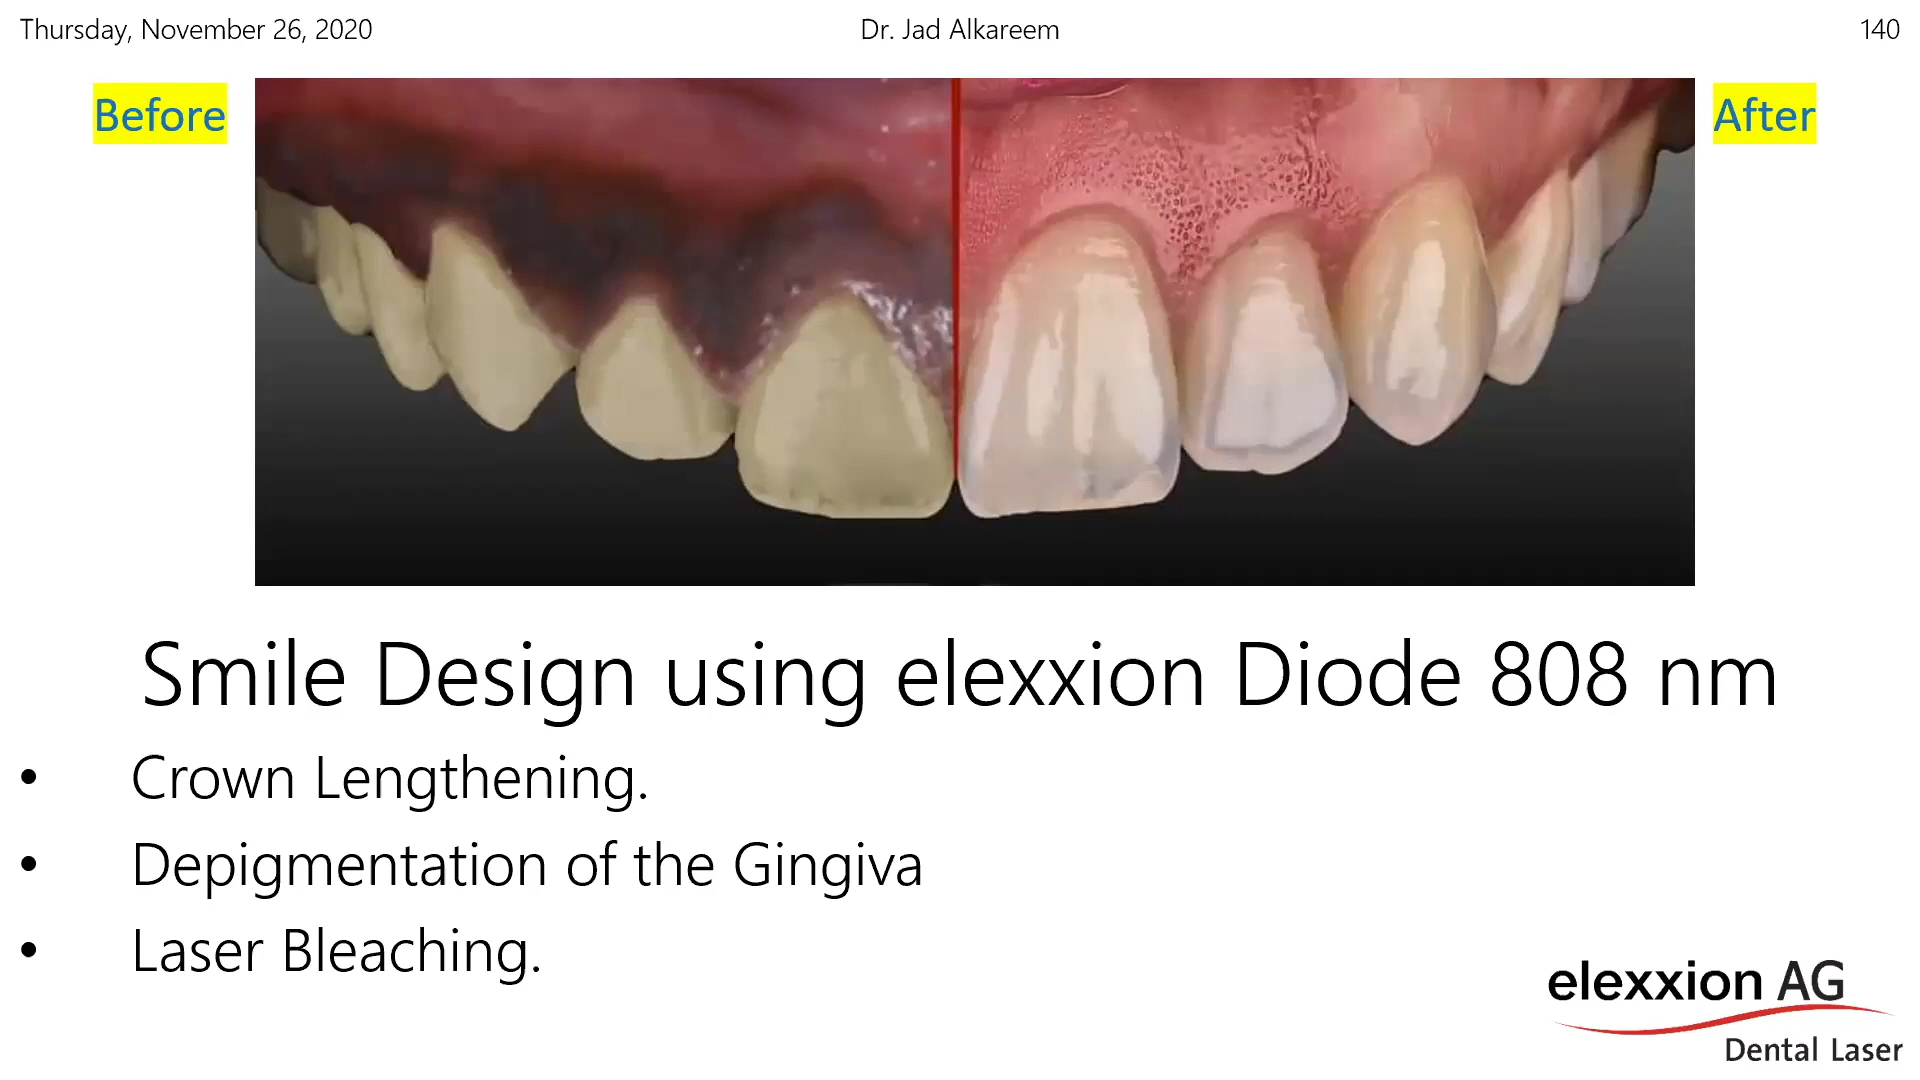 Thursday, November 26, 2020
Dr. Jad Alkareem
140
Before
After
Smile Design using elexxion Diode 808 nm
• Crown Lengthening.
• Depigmentation of the Gingiva
• Laser Bleaching.
elexxion AG
Dental Laser